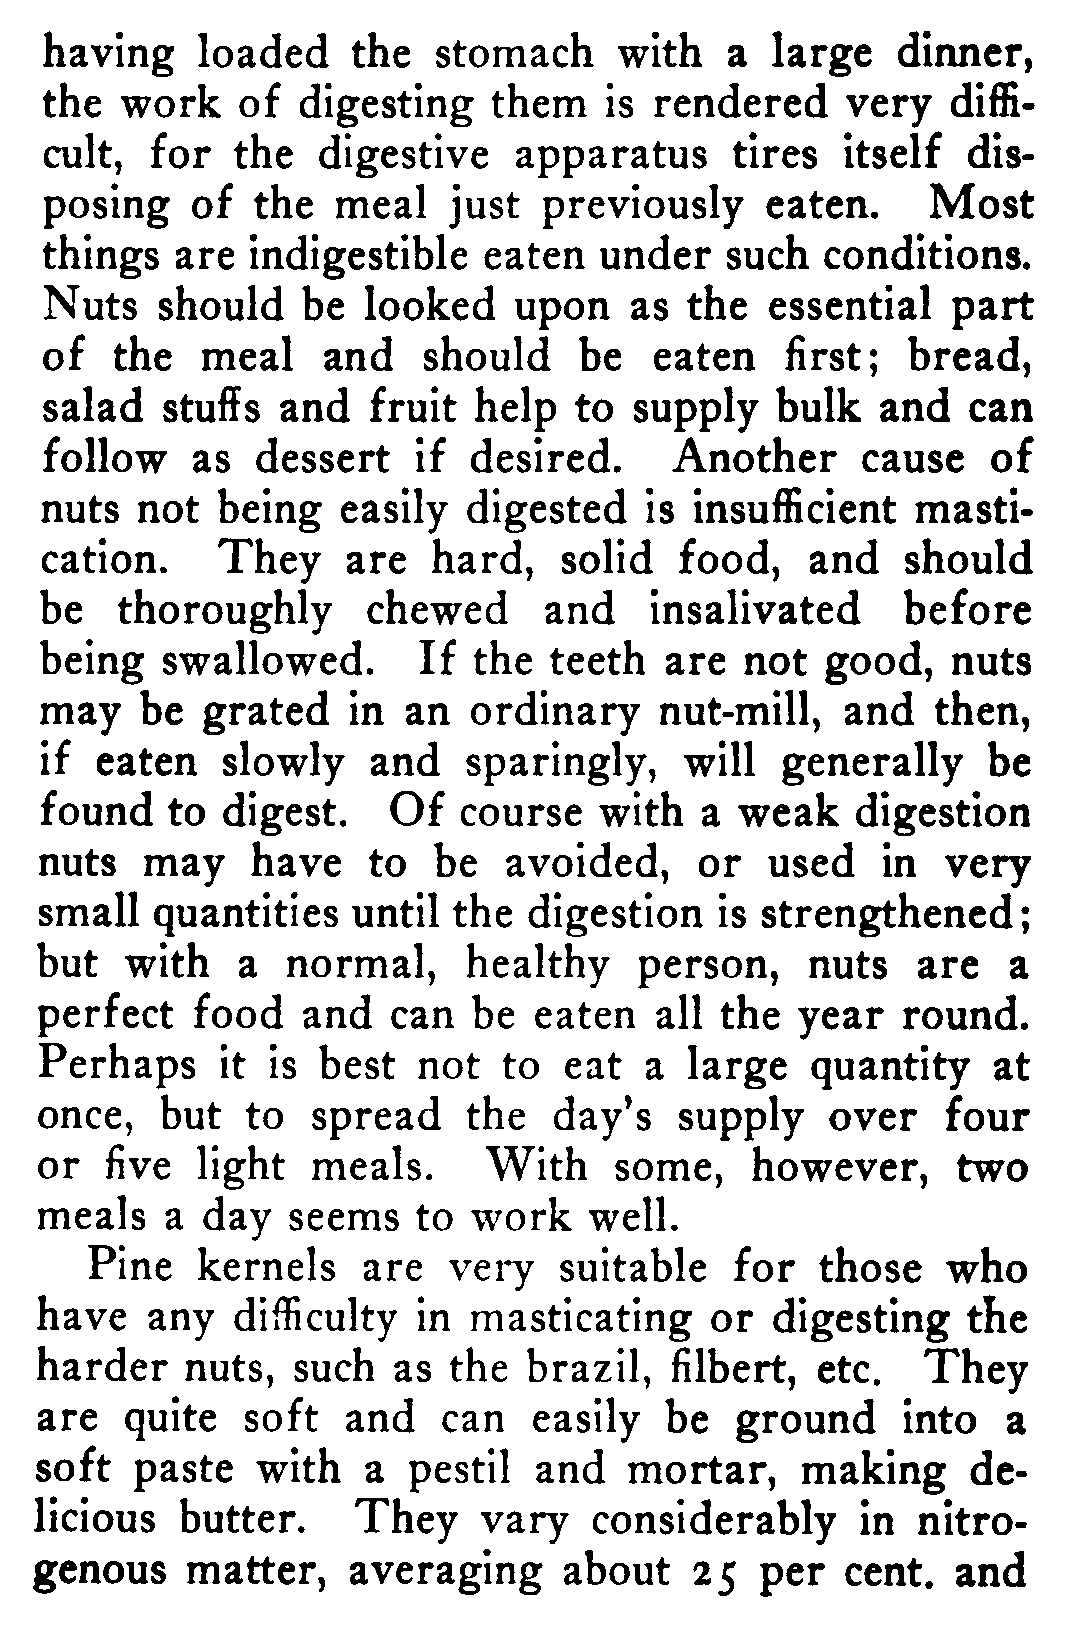 having loaded the stomach with a large dinner,
the work of digesting them is rendered very diffi-
cult, for the digestive apparatus tires itself dis-
posing of the meal just previously eaten. Most
things are indigestible eaten under such conditions.
Nuts should be looked upon as the essential part
of the meal and should be eaten first; bread,
salad stuffs and fruit help to supply bulk and can
follow as dessert if desired. Another cause of
nuts not being easily digested is insufficient masti-
cation. They are hard, solid food, and should
be thoroughly chewed and insalivated before
being swallowed. If the teeth are not good, nuts
may be grated in an ordinary nut-mill, and then,
if eaten slowly and sparingly, will generally be
found to digest. Of course with a weak digestion
nuts may have to be avoided, or used in very
small quantities until the digestion is strengthened;
but with a normal, healthy person, nuts are a
perfect food and can be eaten all the year round.
Perhaps it is best not to eat a large quantity at
once, but to spread the day's supply over four
or five light meals. With some, however, two
meals a day seems to work well.
Pine kernels are very suitable for those who
have any difficulty in masticating or digesting the
harder nuts, such as the brazil, filbert, etc. They
are quite soft and can easily be ground into a
soft paste with a pestil and mortar, making de-
licious butter. They vary considerably in nitro-
genous matter, averaging about 25 per cent. and